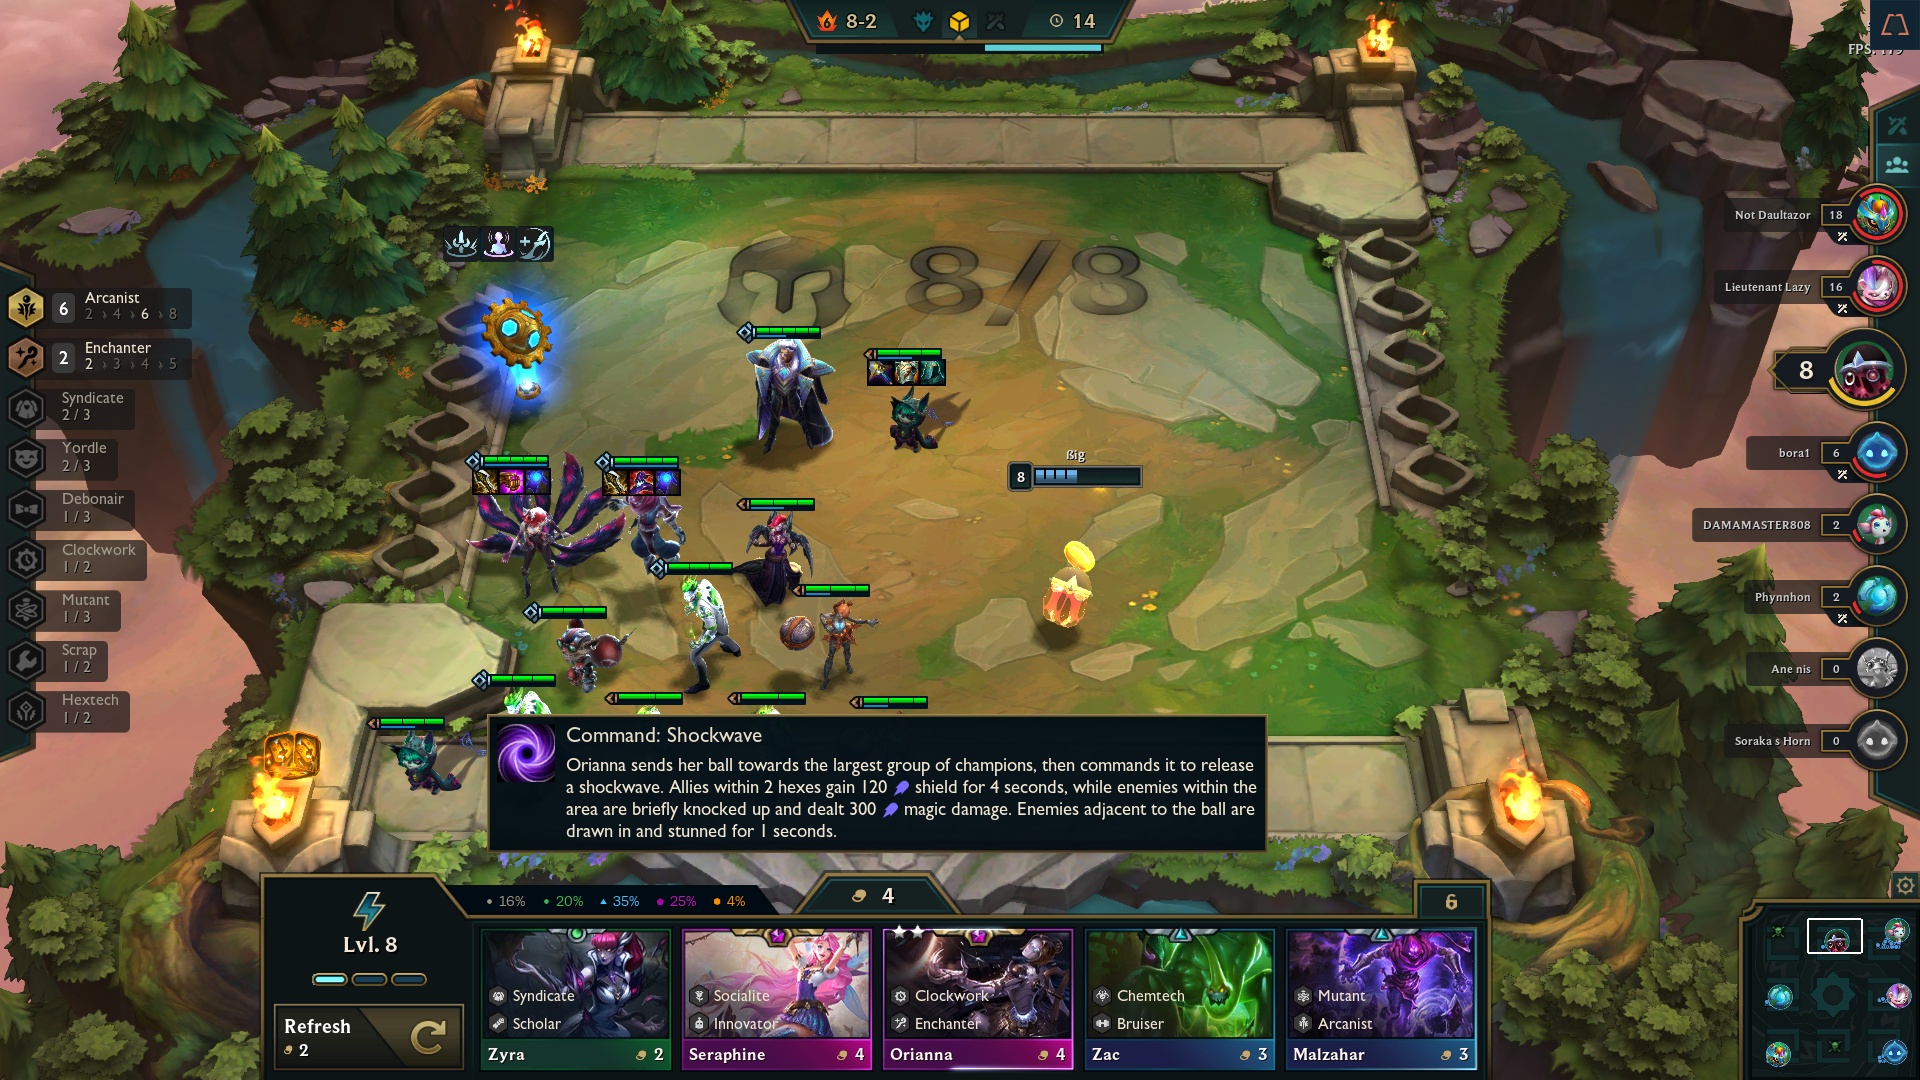 8-2
14
FPS: 119
8/8
Not Daultazor
18
Lieutenant Lazy
16
8
bora1
6
DAMAMASTER808
2
Phynnhon
2
Ane nis
0
Soraka s Horn
0
6
Arcanist
2 › 4 › 6 › 8
2
Enchanter
2 › 3 › 4 › 5
Syndicate
2 / 3
Yordle
2 / 3
Debonair
1 / 3
Clockwork
1 / 2
Mutant
1 / 3
Scrap
1 / 2
Hextech
1 / 2
ßig
8
Command: Shockwave
Orianna sends her ball towards the largest group of champions, then commands it to release
a shockwave. Allies within 2 hexes gain 120 shield for 4 seconds, while enemies within the
area are briefly knocked up and dealt 300 magic damage. Enemies adjacent to the ball are
drawn in and stunned for 1 seconds.
16%
20%
35%
25%
4%
4
6
Lvl. 8
Refresh
2
Syndicate
Scholar
Zyra
2
Socialite
Innovator
Seraphine
4
Clockwork
Enchanter
Orianna
4
Chemtech
Bruiser
Zac
3
Mutant
Arcanist
Malzahar
3